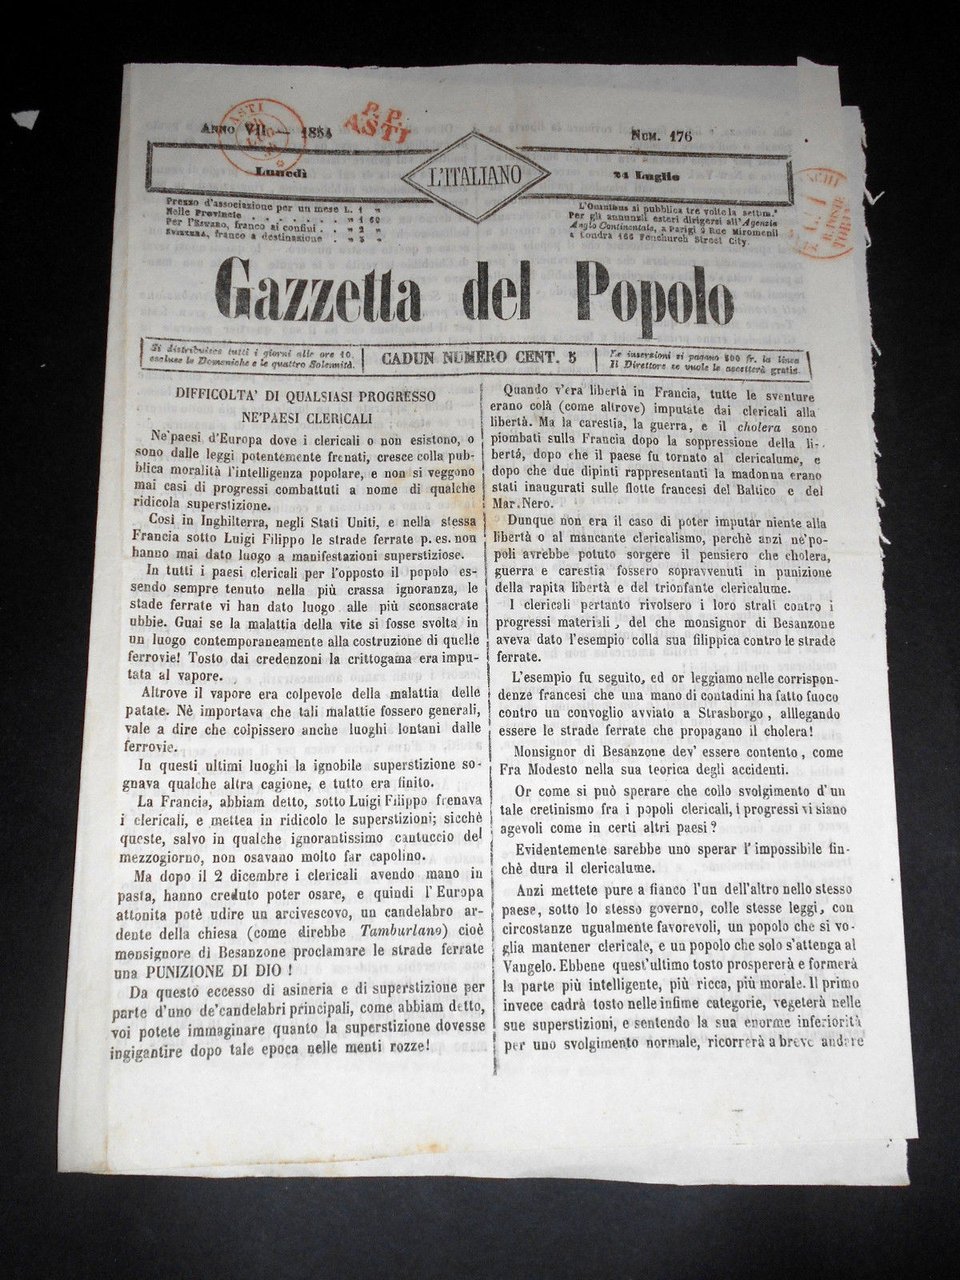 ASTI
P.P.
ASTI
Anno VII. — 1854
Num. 176
Lunedì
L'ITALIANO
24 Luglio
Prezzo d'associazione per un mese L. 1 "
Nelle Provincie . . . . . . . . " 1 60
Per l'Estero, franco ai confini . . " 2 "
Svizzera, franco a destinazione . " 3 "
L'Omnibus si pubblica tre volte la settim.ª
Per gli annunzi esteri dirigersi all'Agenzia
Anglo Continentale, a Parigi 2 Rue Miromenil
a Londra 166 Fenchurch Street City.
Gazzetta del Popolo
Si distribuisce tutti i giorni alle ore 10,
escluse le Domeniche e le quattro Solennità.
CADUN NUMERO CENT. 5
Le inserzioni si pagano fr. la linea
Il Direttore se vuole le accetterà gratis.
DIFFICOLTA' DI QUALSIASI PROGRESSO
NE'PAESI CLERICALI
Ne'paesi d'Europa dove i clericali o non esistono, o
sono dalle leggi potentemente frenati, cresce colla pub-
blica moralità l'intelligenza popolare, e non si veggono
mai casi di progressi combattuti a nome di qualche
ridicola superstizione.
Così in Inghilterra, negli Stati Uniti, e nella stessa
Francia sotto Luigi Filippo le strade ferrate p. es. non
hanno mai dato luogo a manifestazioni superstiziose.
In tutti i paesi clericali per l'opposto il popolo es-
sendo sempre tenuto nella più crassa ignoranza, le
stade ferrate vi han dato luogo alle più sconsacrate
ubbie. Guai se la malattia della vite si fosse svolta in
un luogo contemporaneamente alla costruzione di quelle
ferrovie! Tosto dai credenzoni la crittogama era impu-
tata al vapore.
Altrove il vapore era colpevole della malattia delle
patate. Nè importava che tali malattie fossero generali,
vale a dire che colpissero anche luoghi lontani dalle
ferrovie.
In questi ultimi luoghi la ignobile superstizione so-
gnava qualche altra cagione, e tutto era finito.
La Francia, abbiam detto, sotto Luigi Filippo frenava
i clericali, e mettea in ridicolo le superstizioni; sicchè
queste, salvo in qualche ignorantissimo cantuccio del
mezzogiorno, non osavano molto far capolino.
Ma dopo il 2 dicembre i clericali avendo mano in
pasta, hanno creduto poter osare, e quindi l'Europa
attonita potè udire un arcivescovo, un candelabro ar-
dente della chiesa (come direbbe Tamburlano) cioè
monsignore di Besanzone proclamare le strade ferrate
una PUNIZIONE DI DIO !
Da questo eccesso di asineria e di superstizione per
parte d'uno de'candelabri principali, come abbiam detto,
voi potete immaginare quanto la superstizione dovesse
ingigantire dopo tale epoca nelle menti rozze!
Quando v'era libertà in Francia, tutte le sventure
erano colà (come altrove) imputate dai clericali alla
libertà. Ma la carestia, la guerra, e il cholera sono
piombati sulla Francia dopo la soppressione della li-
bertà, dopo che il paese fu tornato al clericalume, e
dopo che due dipinti rappresentanti la madonna erano
stati inaugurati sulle flotte francesi del Baltico e del
Mar. Nero.
Dunque non era il caso di poter imputar niente alla
libertà o al mancante clericalismo, perchè anzi ne'po-
poli avrebbe potuto sorgere il pensiero che cholera,
guerra e carestia fossero sopravvenuti in punizione
della rapita libertà e del trionfante clericalume.
I clericali pertanto rivolsero i loro strali contro i
progressi materiali, del che monsignor di Besanzone
aveva dato l'esempio colla sua filippica contro le strade
ferrate.
L'esempio fu seguito, ed or leggiamo nelle corrispon-
denze francesi che una mano di contadini ha fatto fuoco
contro un convoglio avviato a Strasborgo, alllegando
essere le strade ferrate che propagano il cholera!
Monsignor di Besanzone dev' essere contento, come
Fra Modesto nella sua teorica degli accidenti.
Or come si può sperare che collo svolgimento d'un
tale cretinismo fra i popoli clericali, i progressi vi siano
agevoli come in certi altri paesi?
Evidentemente sarebbe uno sperar l'impossibile fin-
chè dura il clericalume.
Anzi mettete pure a fianco l'un dell'altro nello stesso
paese, sotto lo stesso governo, colle stesse leggi, con
circostanze ugualmente favorevoli, un popolo che si vo-
glia mantener clericale, e un popolo che solo s'attenga al
Vangelo. Ebbene quest'ultimo tosto prospererà e formerà
la parte più intelligente, più ricca, più morale. Il primo
invece cadrà tosto nelle infime categorie, vegeterà nelle
sue superstizioni, e sentendo la sua enorme inferiorità
per uno svolgimento normale, ricorrerà a breve andare